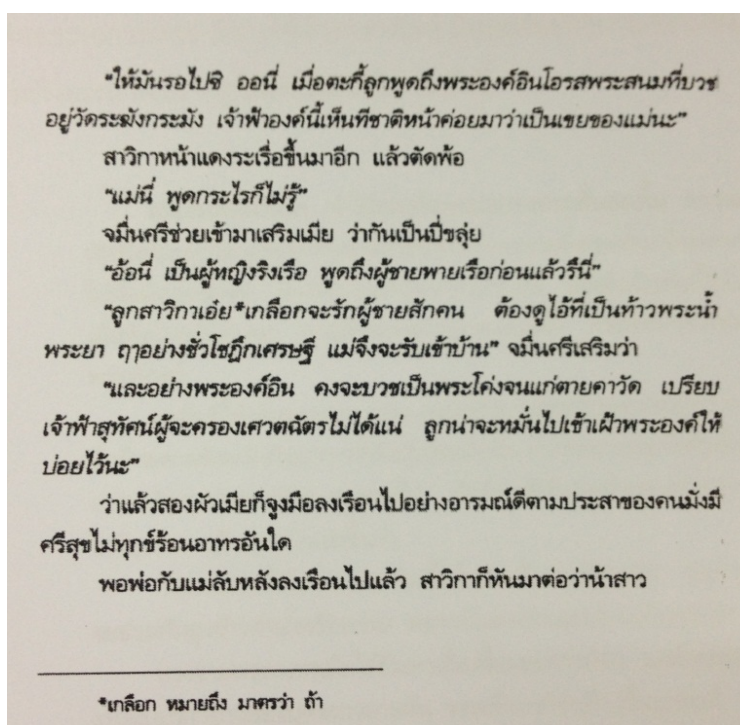 "ให้มันรอไปซิ ออนี่ เมื่อตะกี้ลูกพูดถึงพระองค์อินโอรสพระสนมที่บวช
อยู่วัดระฆังกระมัง เจ้าฟ้าองค์นี้เห็นทีชาติหน้าค่อยมาว่าเป็นเขยของแม่นะ"
สาวิกาหน้าแดงระเรื่อขึ้นมาอีก แล้วตัดพ้อ
"แม่นี่ พูดกระไรก็ไม่รู้"
จมื่นศรีช่วยเข้ามาเสริมเมีย ว่ากันเป็นปี่ขลุ่ย
"อ้อนี่ เป็นผู้หญิงริงเรือ พูดถึงผู้ชายพายเรือก่อนแล้วรึนี่"
"ลูกสาวิกาเอ๋ย*เกลือกจะรักผู้ชายสักคน ต้องดูไอ้ที่เป็นท้าวพระน้ำ
พระยา ฤๅอย่างชั่วโชฎึกเศรษฐี แม่จึงจะรับเข้าบ้าน" จมื่นศรีเสริมว่า
"และอย่างพระองค์อิน คงจะบวชเป็นพระโค่งจนแก่ตายคาวัด เปรียบ
เจ้าฟ้าสุทัศน์ผู้จะครองเศวตฉัตรไม่ได้แน่ ลูกน่าจะหมั่นไปเข้าเฝ้าพระองค์ให้
บ่อยไว้นะ"
ว่าแล้วสองผัวเมียก็จูงมือลงเรือนไปอย่างอารมณ์ดีตามประสาของคนมั่งมี
ศรีสุขไม่ทุกข์ร้อนอาทรอันใด
พอพ่อกับแม่ลับหลังลงเรือนไปแล้ว สาวิกาก็หันมาต่อว่าน้าสาว
*เกลือก หมายถึง มาตรว่า ถ้า